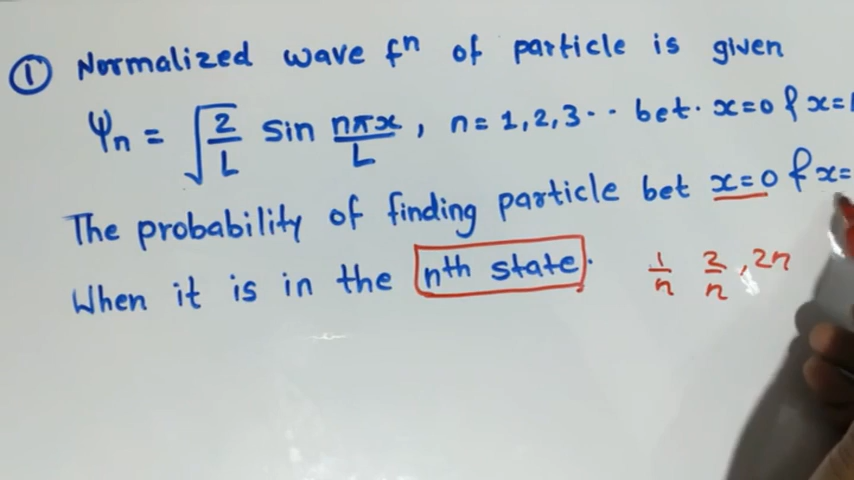 ① Normalized wave fⁿ of particle is given
Ψn = √(2/L) sin nπx/L, n = 1,2,3·· bet· x=0 & x=
The probability of finding particle bet x=0 & x=
When it is in the nth state. 1/n 2/n, 2n